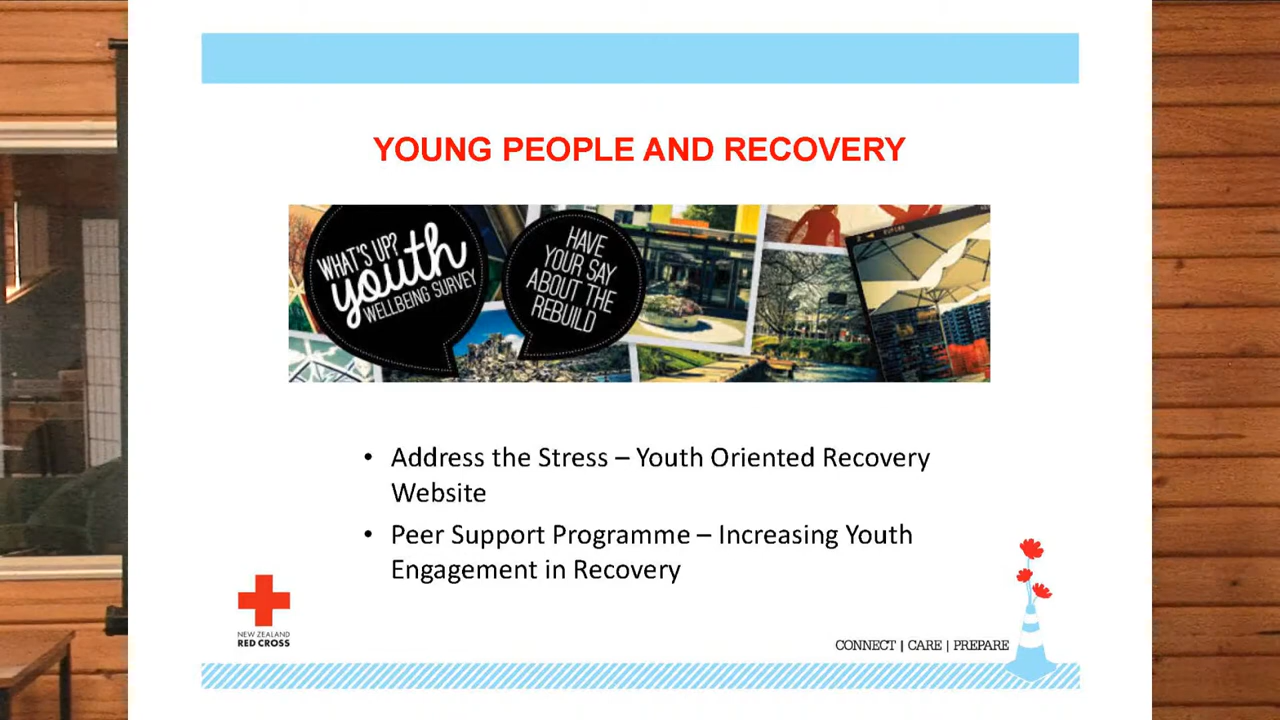 YOUNG PEOPLE AND RECOVERY
WHAT'S UP?
youth
WELLBEING SURVEY
HAVE
YOUR SAY
ABOUT THE
REBUILD
• Address the Stress – Youth Oriented Recovery
Website
• Peer Support Programme – Increasing Youth
Engagement in Recovery
NEW ZEALAND
RED CROSS
CONNECT | CARE | PREPARE